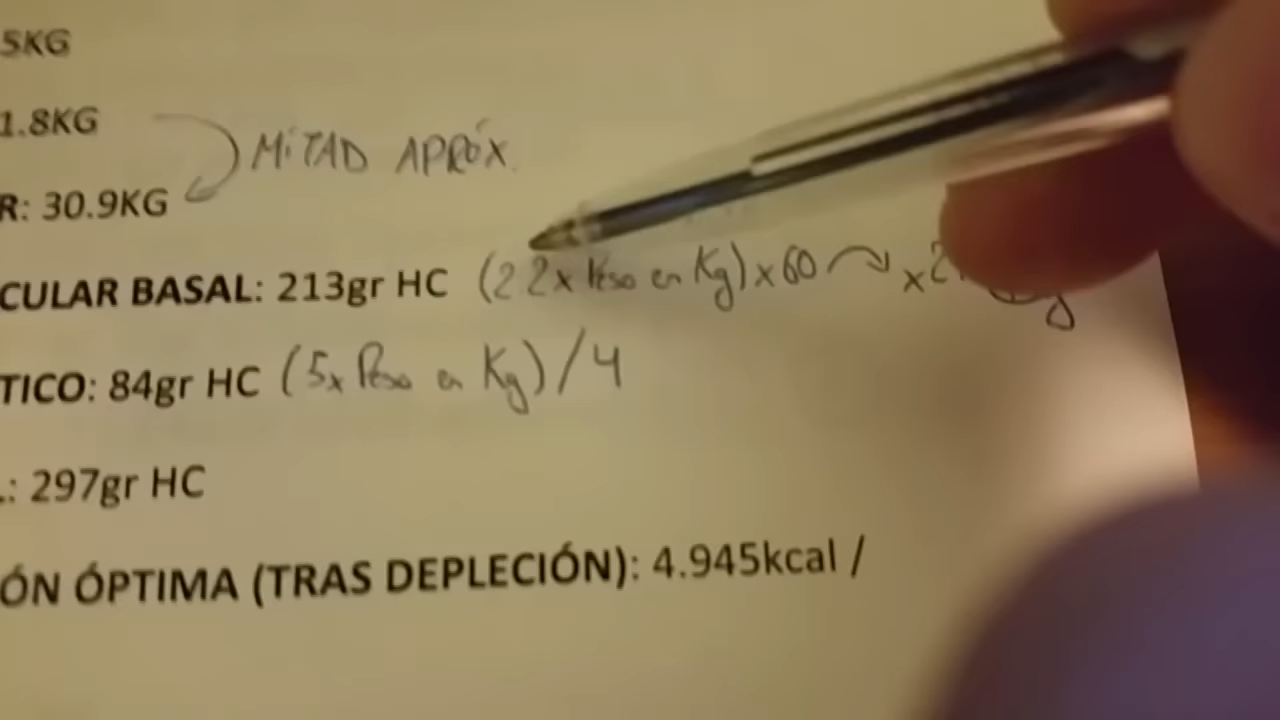 5KG
1.8KG
MiTAD APRÓX.
R: 30.9KG
CULAR BASAL: 213gr HC (22x Peso en Kg)x60 x2
TICO: 84gr HC (5x Peso en Kg)/4
.: 297gr HC
ÓN ÓPTIMA (TRAS DEPLECIÓN): 4.945kcal /